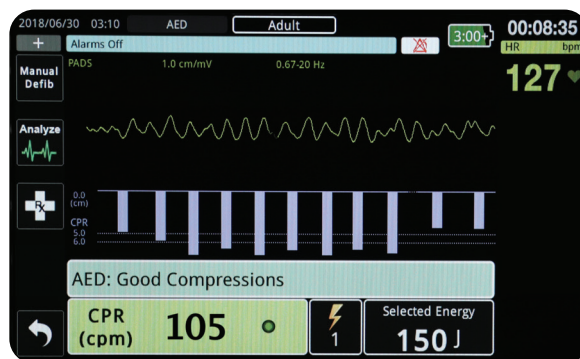 2018/06/30 03:10 AED Adult
3:00+ 00:08:35
+ Alarms Off HR bpm
Manual Defib PADS 1.0 cm/mV 0.67-20 Hz 127
Analyze
Rx
0.0
(cm)
CPR
5.0
6.0
AED: Good Compressions
CPR (cpm) 105 1 Selected Energy 150 J